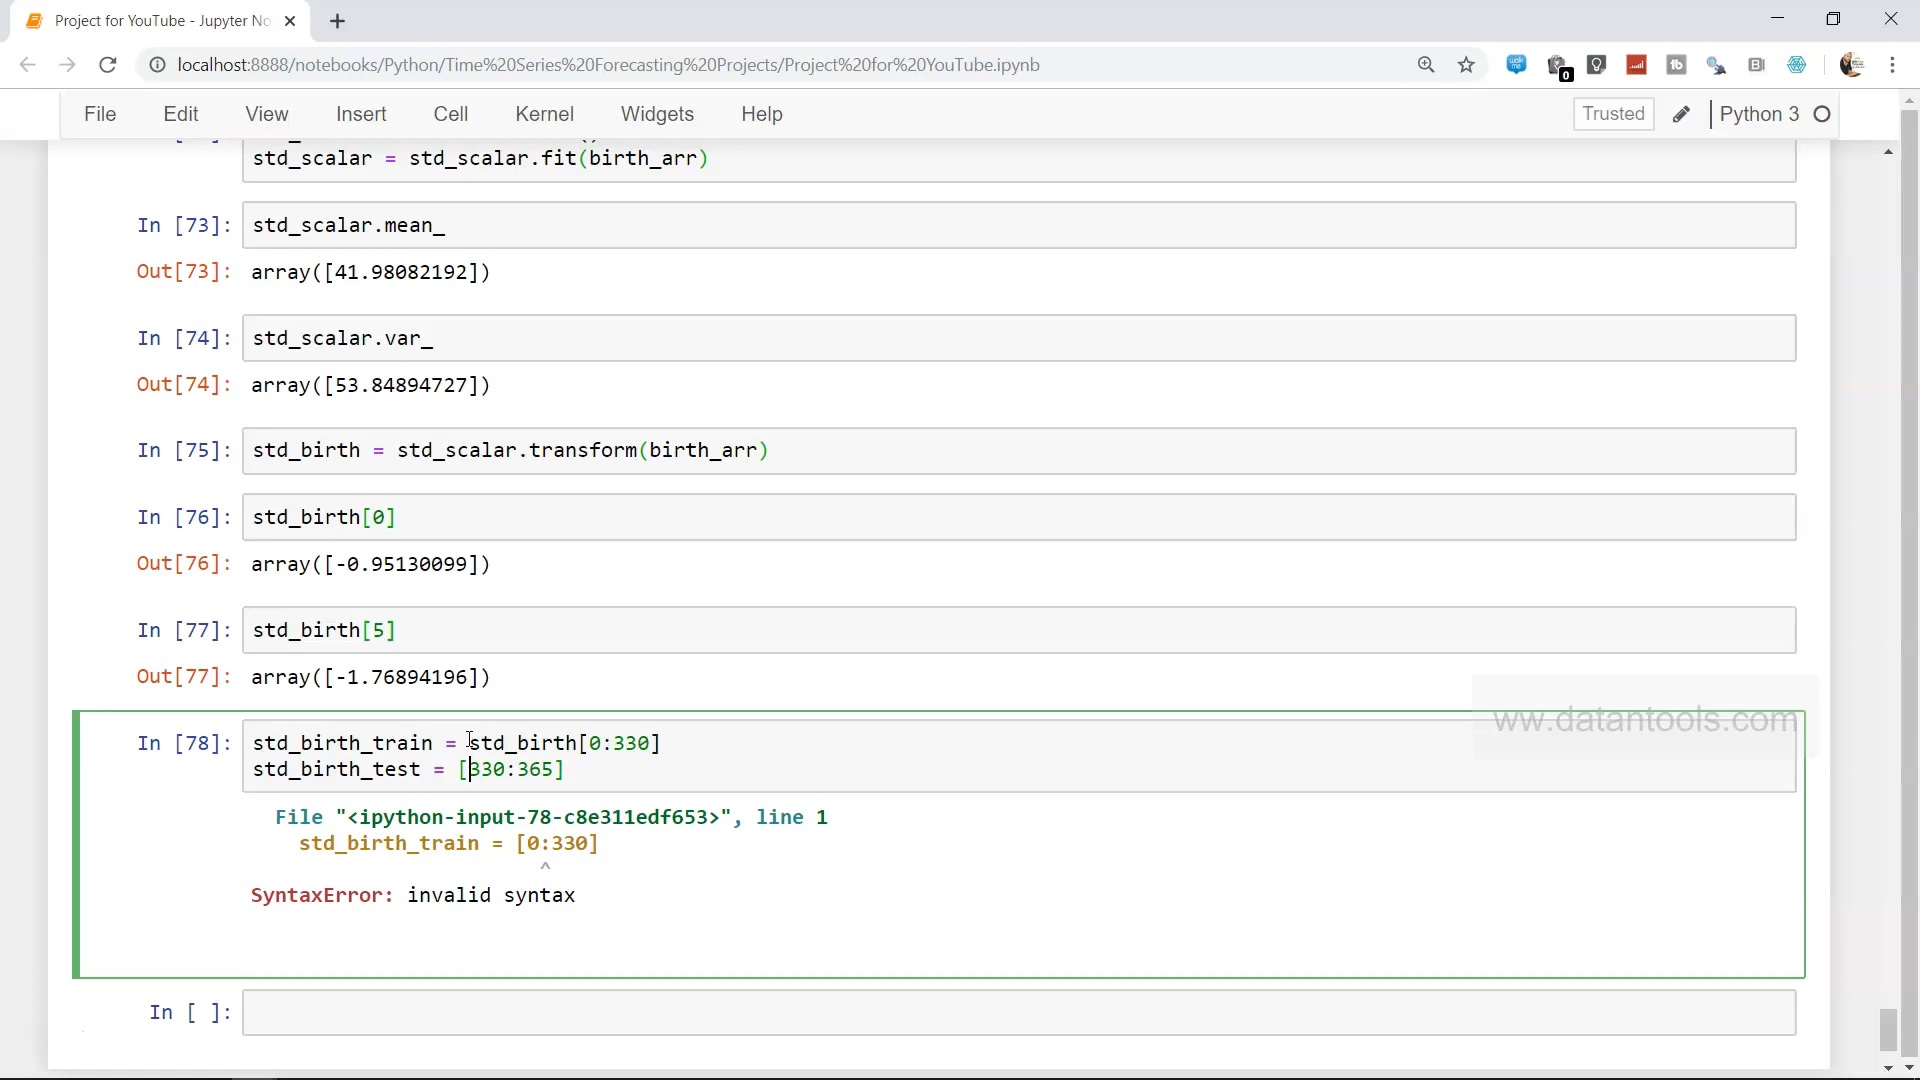 Project for YouTube - Jupyter No
localhost:8888/notebooks/Python/Time%20Series%20Forecasting%20Projects/Project%20for%20YouTube.ipynb
File Edit View Insert Cell Kernel Widgets Help Trusted Python 3
std_scalar = std_scalar.fit(birth_arr)
In [73]: std_scalar.mean_
Out[73]: array([41.98082192])
In [74]: std_scalar.var_
Out[74]: array([53.84894727])
In [75]: std_birth = std_scalar.transform(birth_arr)
In [76]: std_birth[0]
Out[76]: array([-0.95130099])
In [77]: std_birth[5]
Out[77]: array([-1.76894196])
ww.datantools.com
In [78]: std_birth_train = std_birth[0:330]
std_birth_test = [330:365]
File "<ipython-input-78-c8e311edf653>", line 1
std_birth_train = [0:330]
^
SyntaxError: invalid syntax
In [ ]: